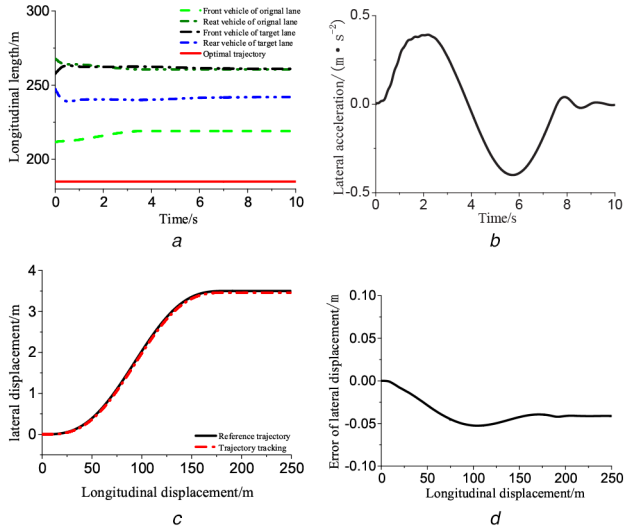 Front vehicle of orignal lane
Rear vehicle of orignal lane
Front vehicle of target lane
Rear vehicle of target lane
Optimal trajectory
Longitudinal length/m
300
250
200
0 2 4 6 8 10
Time/s
a
Lateral acceleration/(m·s⁻²)
0.5
0.0
-0.5
0 2 4 6 8 10
Time/s
b
lateral displacement/m
4
3
2
1
0
Reference trajectory
Trajectory tracking
0 50 100 150 200 250
Longitudinal displacement/m
c
Error of lateral displacement/m
0.10
0.05
0.00
-0.05
-0.10
0 50 100 150 200 250
Longitudinal displacement/m
d